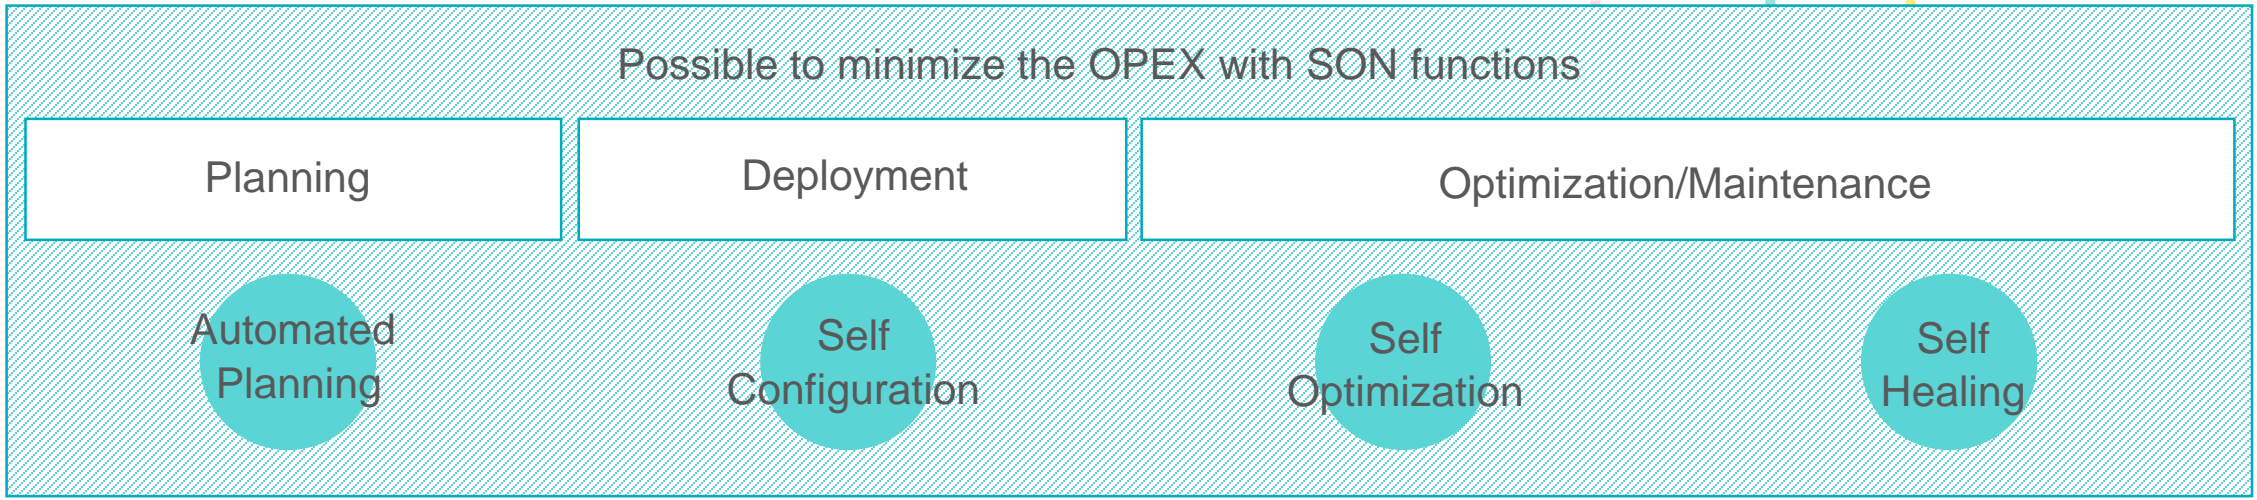 Possible to minimize the OPEX with SON functions
Planning
Deployment
Optimization/Maintenance
Automated
Planning
Self
Configuration
Self
Optimization
Self
Healing